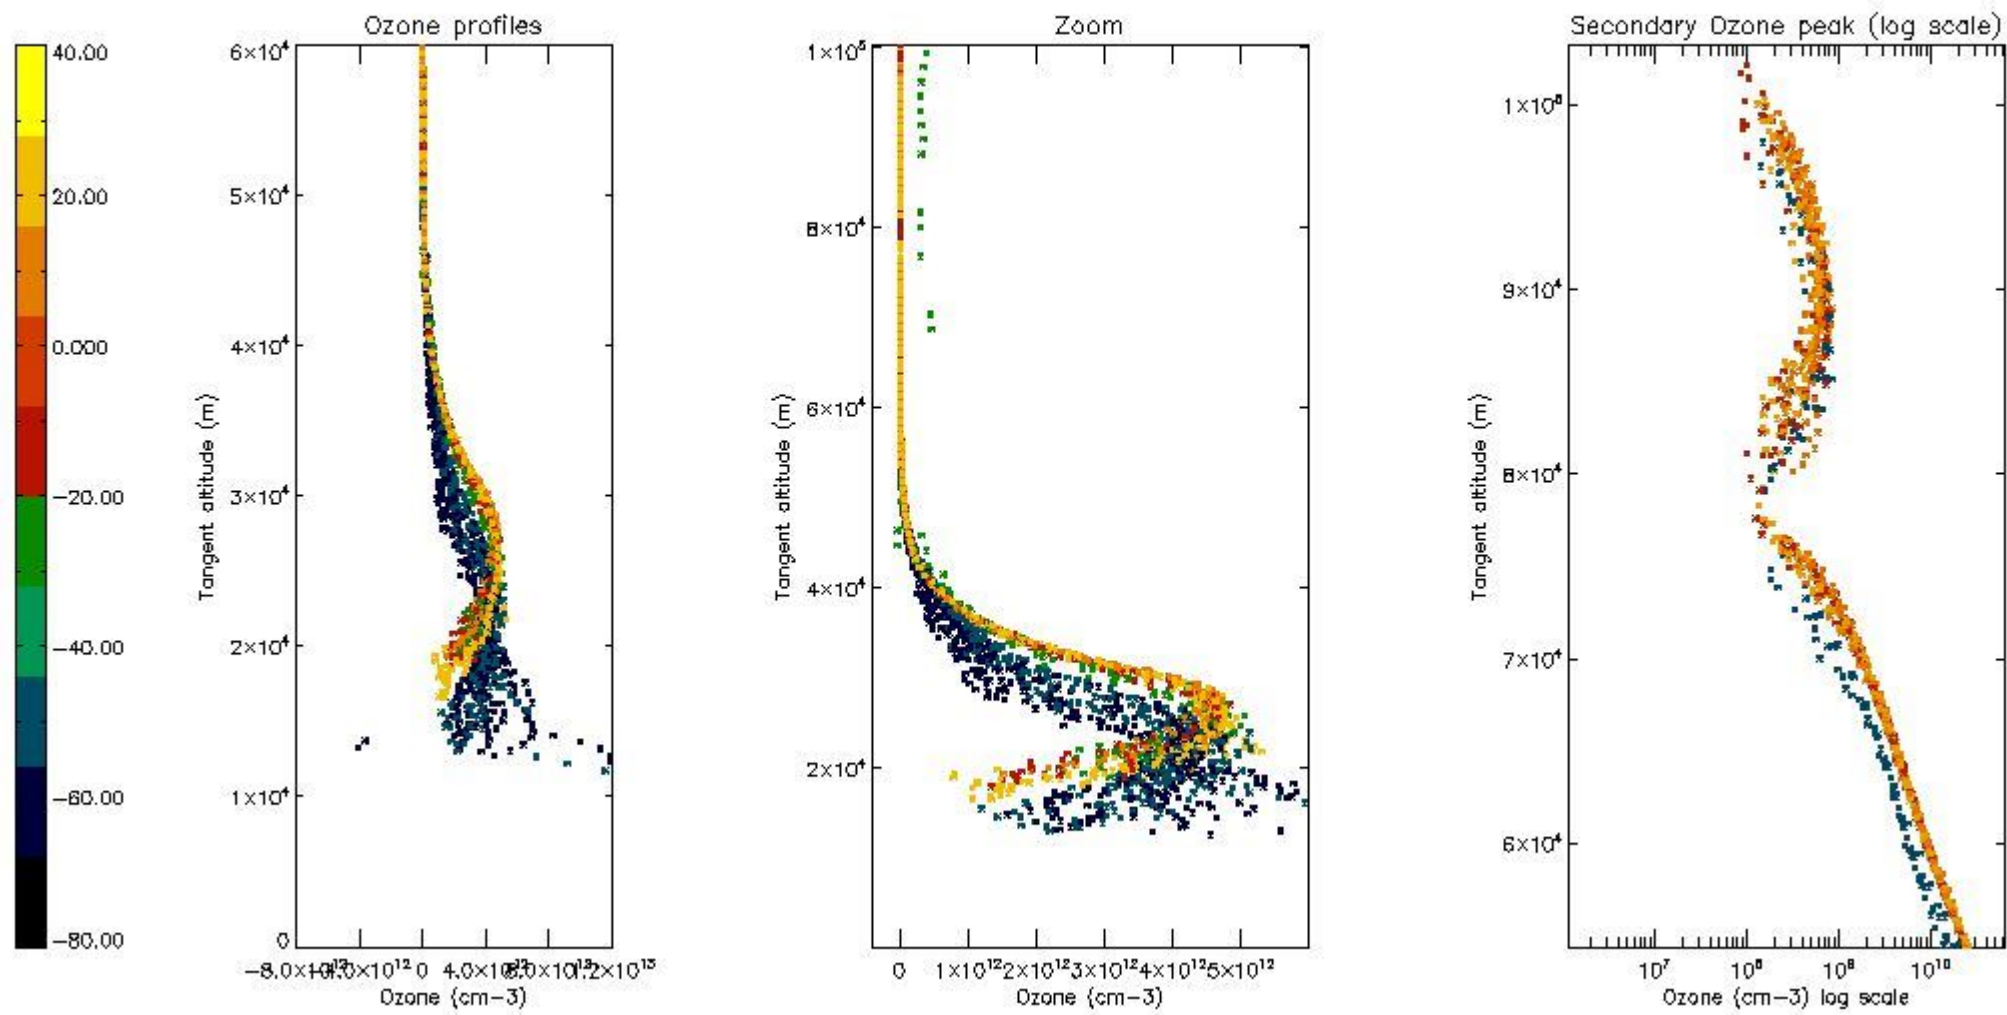 Ozone profiles
Zoom
Secondary Ozone peak (log scale)
40.00
20.00
0.000
-20.00
-40.00
-60.00
-80.00
Tangent altitude (m)
6×10⁴
5×10⁴
4×10⁴
3×10⁴
2×10⁴
1×10⁴
0
0
1.2×10¹³
Ozone (cm-3)
Tangent altitude (m)
1×10⁵
8×10⁴
6×10⁴
4×10⁴
2×10⁴
0 1×10¹² 2×10¹² 3×10¹² 4×10¹² 5×10¹²
Ozone (cm-3)
Tangent altitude (m)
9×10⁴
8×10⁴
7×10⁴
6×10⁴
10⁷ 10⁸ 10⁹ 10¹⁰
Ozone (cm-3) log scale